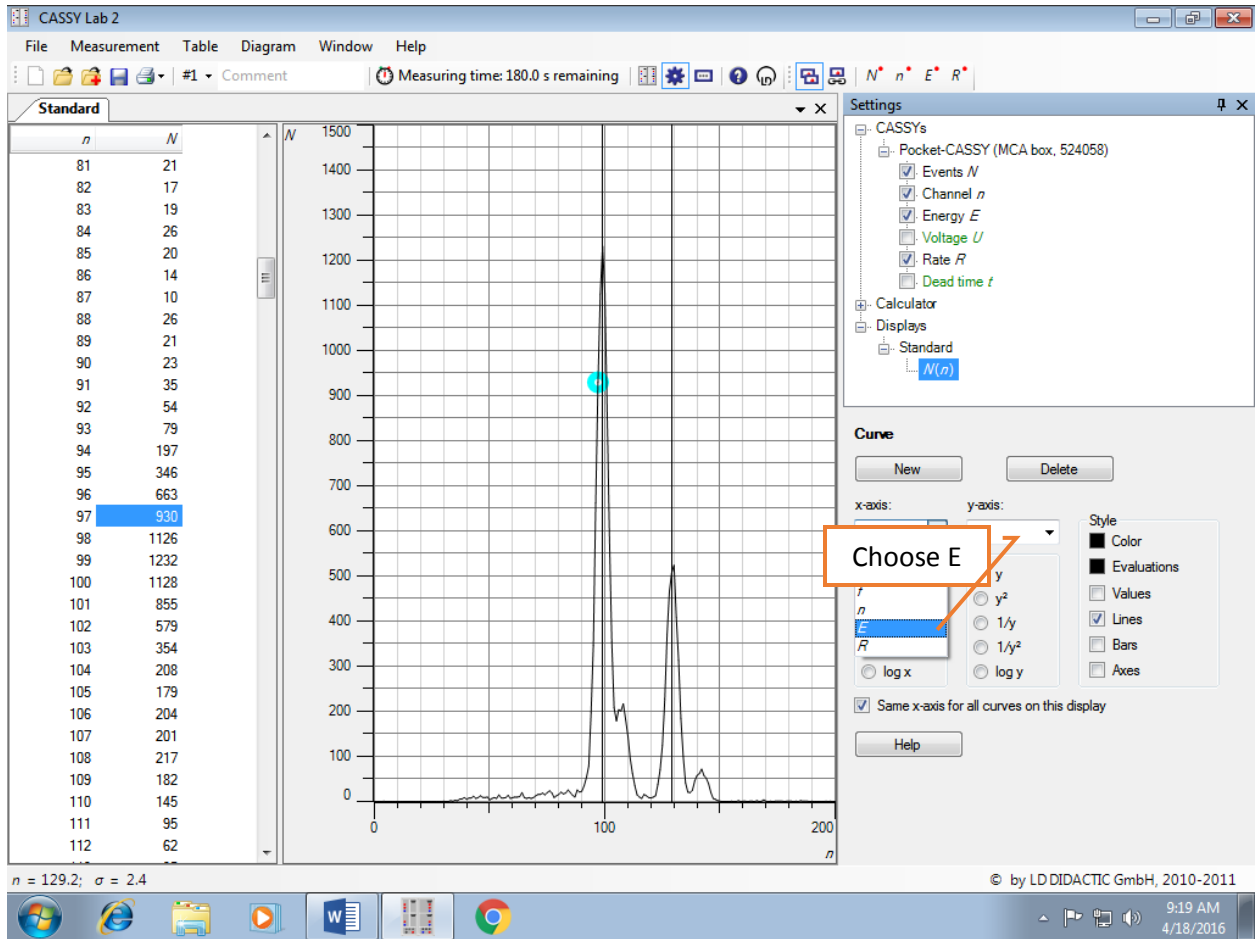 CASSY Lab 2
File Measurement Table Diagram Window Help
#1 Comment Measuring time: 180.0 s remaining N n E R
Standard
n N
81 21
82 17
83 19
84 26
85 20
86 14
87 10
88 26
89 21
90 23
91 35
92 54
93 79
94 197
95 346
96 663
97 930
98 1126
99 1232
100 1128
101 855
102 579
103 354
104 208
105 179
106 204
107 201
108 217
109 182
110 145
111 95
112 62
N
1500
1400
1300
1200
1100
1000
900
800
700
600
500
400
300
200
100
0
0 100 200
n
Settings
CASSYs
Pocket-CASSY (MCA box, 524058)
Events N
Channel n
Energy E
Voltage U
Rate R
Dead time t
Calculator
Displays
Standard
N(n)
Curve
New Delete
x-axis: y-axis:
Choose E
t
n
E
R
log x
y
y²
1/y
1/y²
log y
Style
Color
Evaluations
Values
Lines
Bars
Axes
Same x-axis for all curves on this display
Help
n = 129.2; σ = 2.4
© by LD DIDACTIC GmbH, 2010-2011
9:19 AM
4/18/2016